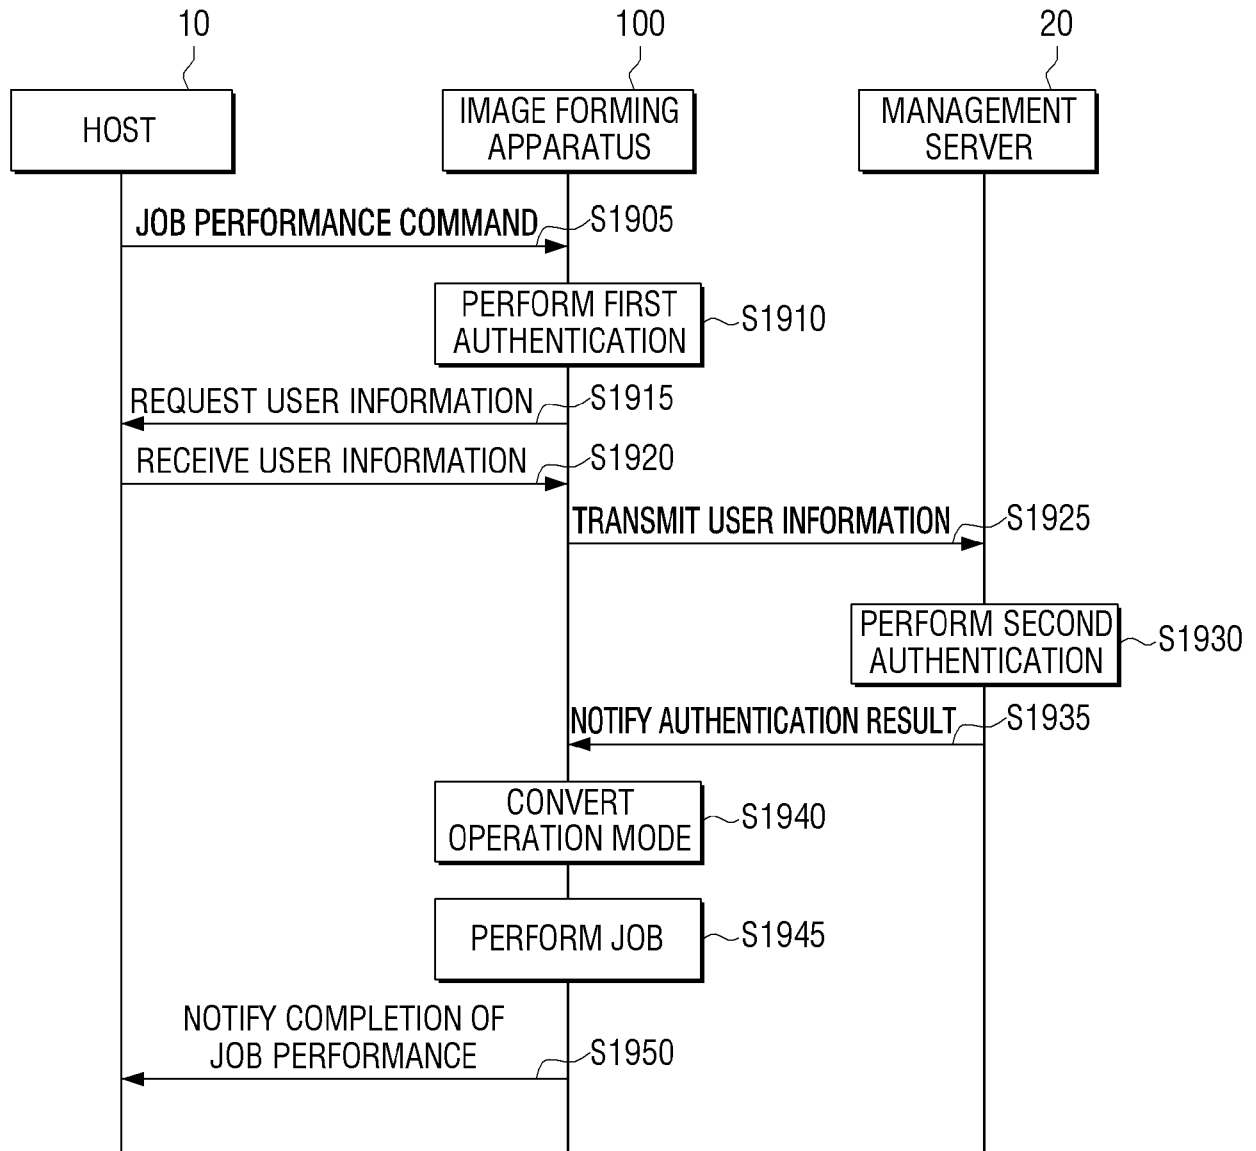 10
100
20
HOST
IMAGE FORMING
APPARATUS
MANAGEMENT
SERVER
JOB PERFORMANCE COMMAND
S1905
PERFORM FIRST
AUTHENTICATION
S1910
REQUEST USER INFORMATION
S1915
RECEIVE USER INFORMATION
S1920
TRANSMIT USER INFORMATION
S1925
PERFORM SECOND
AUTHENTICATION
S1930
NOTIFY AUTHENTICATION RESULT
S1935
CONVERT
OPERATION MODE
S1940
PERFORM JOB
S1945
NOTIFY COMPLETION OF
JOB PERFORMANCE
S1950